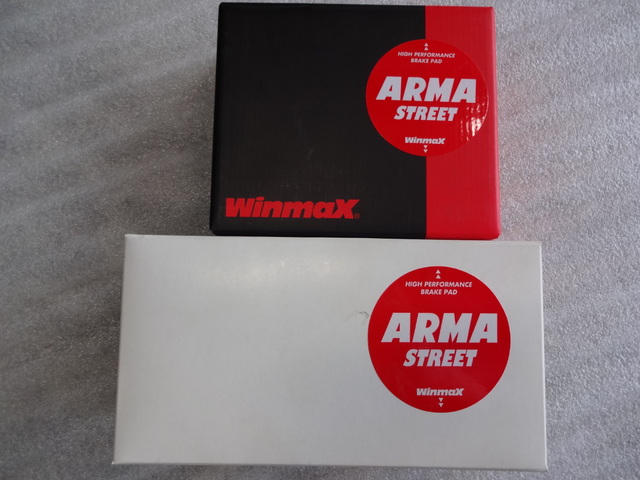 HIGH PERFORMANCE
BRAKE PAD
ARMA
STREET
WinmaX
WinmaX®
HIGH PERFORMANCE
BRAKE PAD
ARMA
STREET
WinmaX